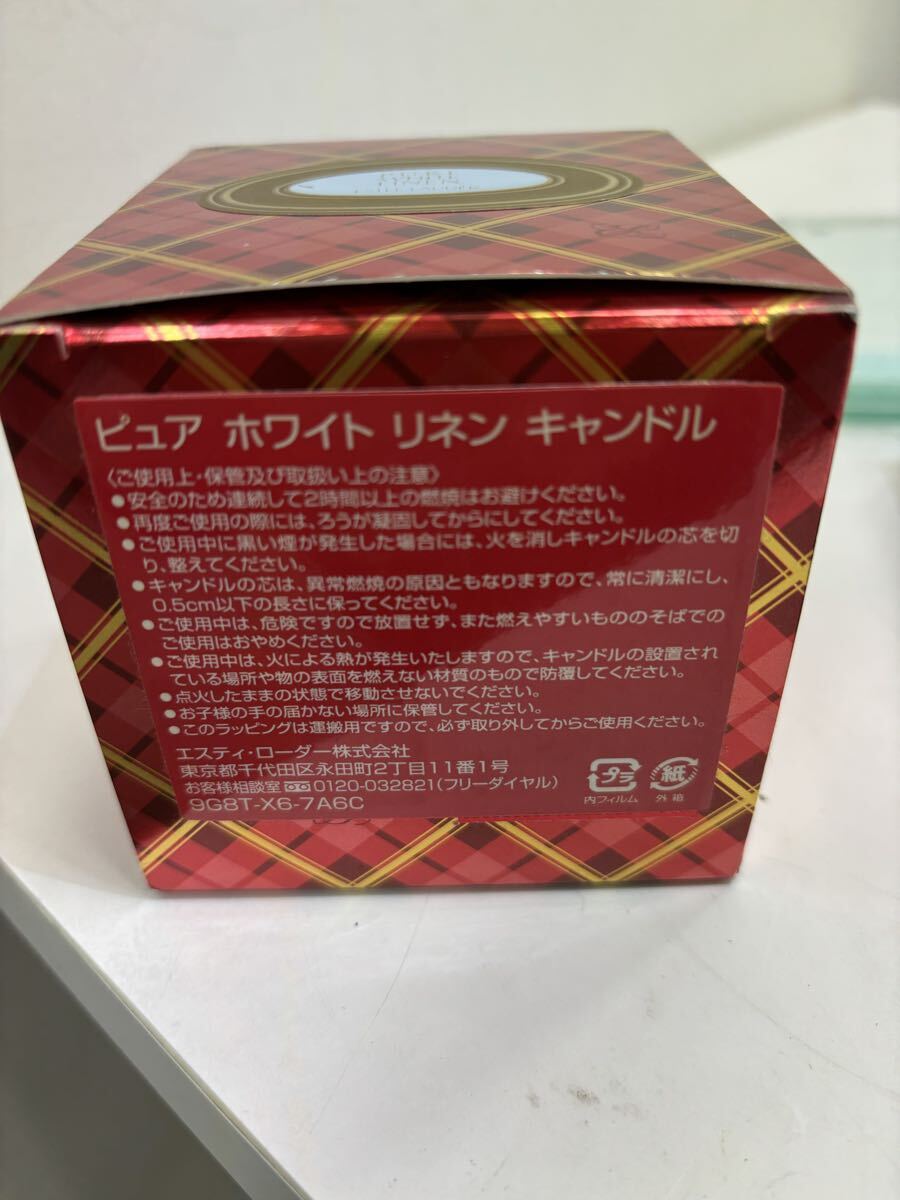 ピュア ホワイト リネン キャンドル
〈ご使用上・保管及び取扱い上の注意〉
●安全のため連続して2時間以上の燃焼はお避けください。
●再度ご使用の際には、ろうが凝固してからにしてください。
●ご使用中に黒い煙が発生した場合には、火を消しキャンドルの芯を切
り、整えてください。
●キャンドルの芯は、異常燃焼の原因ともなりますので、常に清潔にし、
0.5cm以下の長さに保ってください。
●ご使用中は、危険ですので放置せず、また燃えやすいもののそばでの
ご使用はおやめください。
●ご使用中は、火による熱が発生いたしますので、キャンドルの設置され
ている場所や物の表面を燃えない材質のもので防覆してください。
●点火したままの状態で移動させないでください。
●お子様の手の届かない場所に保管してください。
●このラッピングは運搬用ですので、必ず取り外してからご使用ください。
エスティ・ローダー株式会社
東京都千代田区永田町2丁目11番1号
お客様相談室 0120-032821(フリーダイヤル)
9G8T-X6-7A6C
プラ
内フィルム
紙
外箱